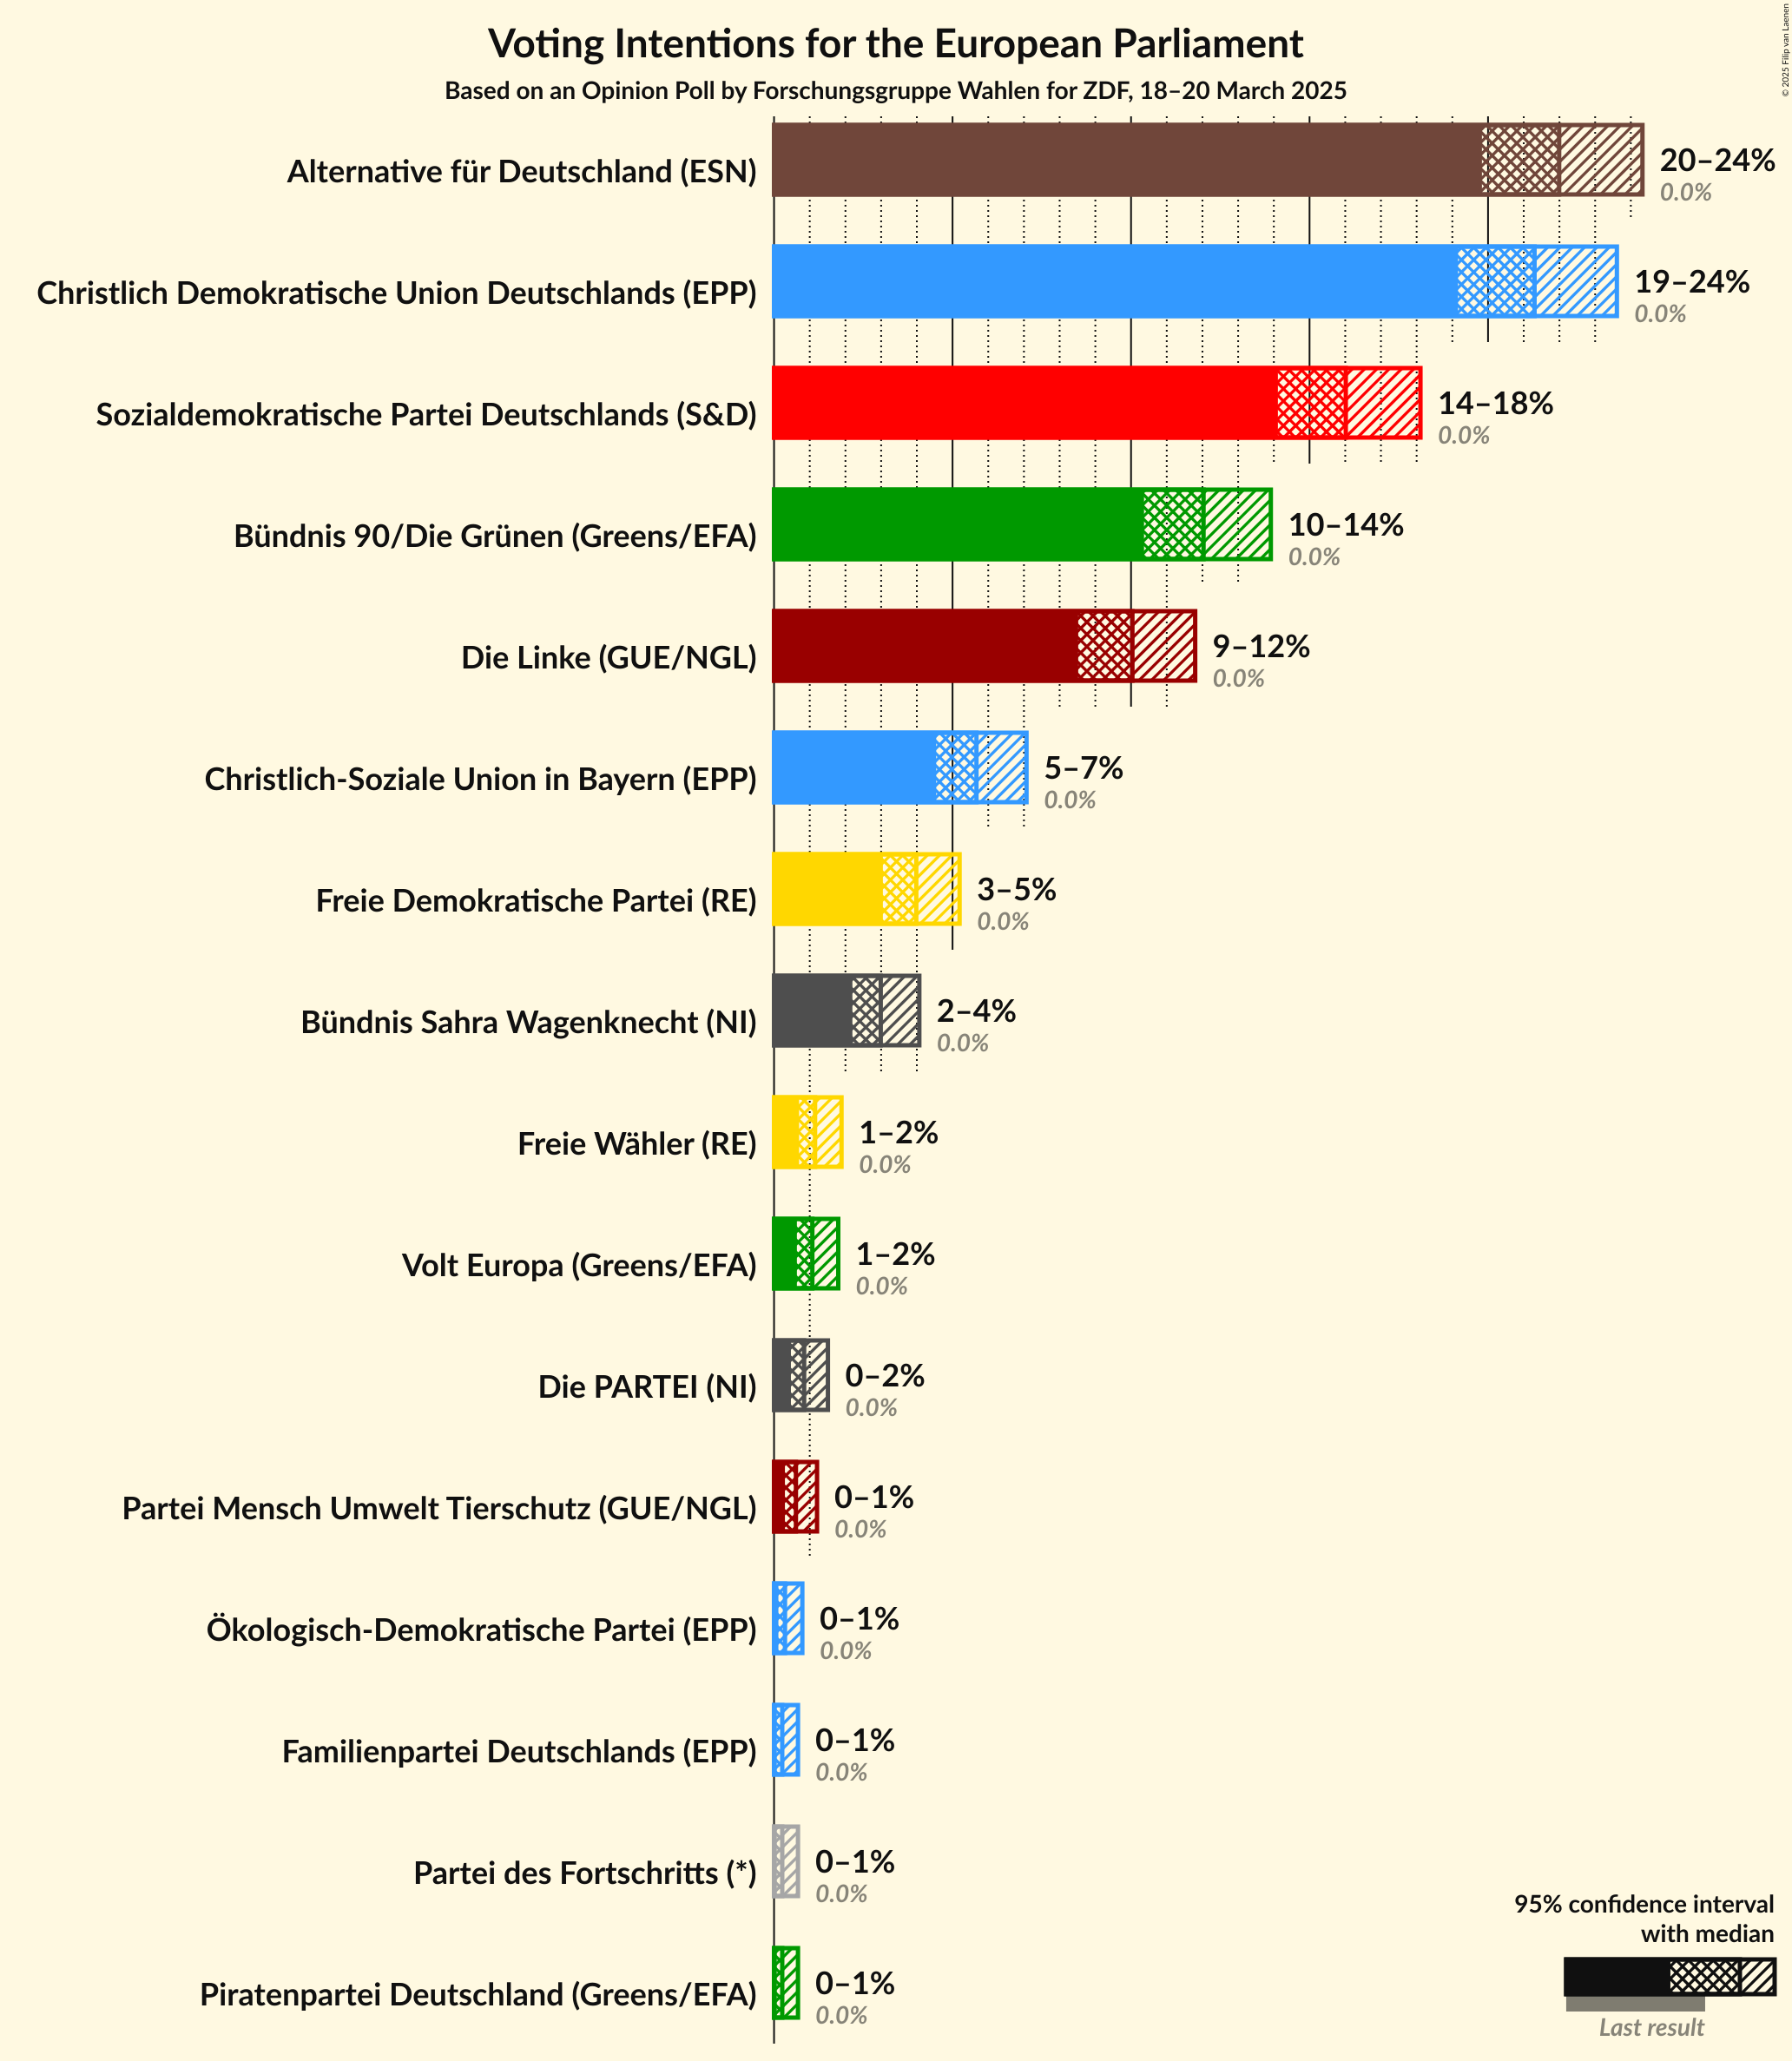 Voting Intentions for the European Parliament
Based on an Opinion Poll by Forschungsgruppe Wahlen for ZDF, 18–20 March 2025
© 2025 Filip van Laenen
Alternative für Deutschland (ESN)
20–24%
0.0%
Christlich Demokratische Union Deutschlands (EPP)
19–24%
0.0%
Sozialdemokratische Partei Deutschlands (S&D)
14–18%
0.0%
Bündnis 90/Die Grünen (Greens/EFA)
10–14%
0.0%
Die Linke (GUE/NGL)
9–12%
0.0%
Christlich-Soziale Union in Bayern (EPP)
5–7%
0.0%
Freie Demokratische Partei (RE)
3–5%
0.0%
Bündnis Sahra Wagenknecht (NI)
2–4%
0.0%
Freie Wähler (RE)
1–2%
0.0%
Volt Europa (Greens/EFA)
1–2%
0.0%
Die PARTEI (NI)
0–2%
0.0%
Partei Mensch Umwelt Tierschutz (GUE/NGL)
0–1%
0.0%
Ökologisch-Demokratische Partei (EPP)
0–1%
0.0%
Familienpartei Deutschlands (EPP)
0–1%
0.0%
Partei des Fortschritts (*)
0–1%
0.0%
Piratenpartei Deutschland (Greens/EFA)
0–1%
0.0%
95% confidence interval
with median
Last result